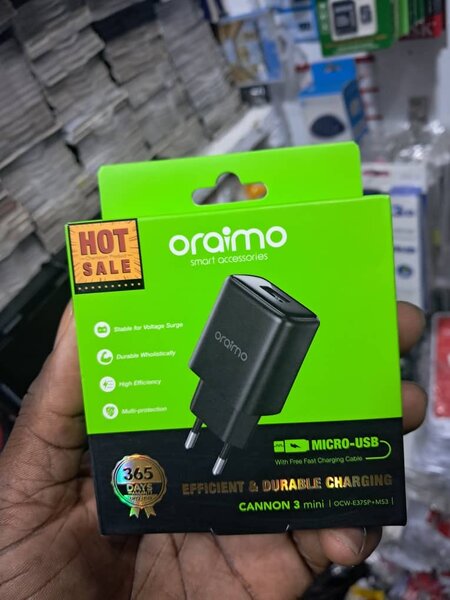 HOT
SALE
oraimo
smart accessories
Stable for Voltage Surge
Durable Wholistically
High Efficiency
Multi-protection
oraimo
MICRO-USB
With Free Fast Charging Cable
365
DAYS
EFFICIENT & DURABLE CHARGING
CANNON 3 mini | OCW-E37SP+M53